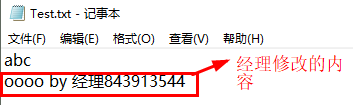 Test.txt - 记事本
文件(F) 编辑(E) 格式(O) 查看(V) 帮助(H)
abc
oooo by 经理843913544
经理修改的内
容